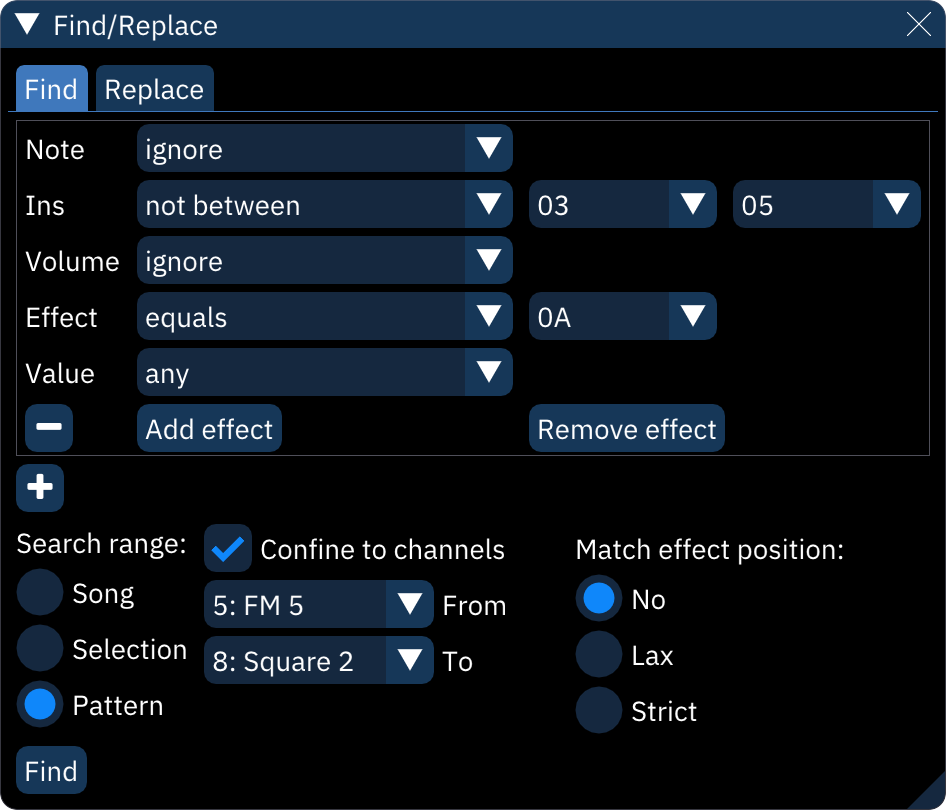 Find/Replace
Find Replace
Note ignore
Ins not between 03 05
Volume ignore
Effect equals 0A
Value any
Add effect Remove effect
Search range: Confine to channels Match effect position:
Song 5: FM 5 From No
Selection 8: Square 2 To Lax
Pattern Strict
Find